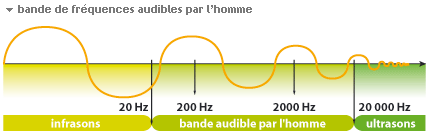 bande de fréquences audibles par l'homme
20 Hz 200 Hz 2000 Hz 20 000 Hz
infrasons bande audible par l'homme ultrasons